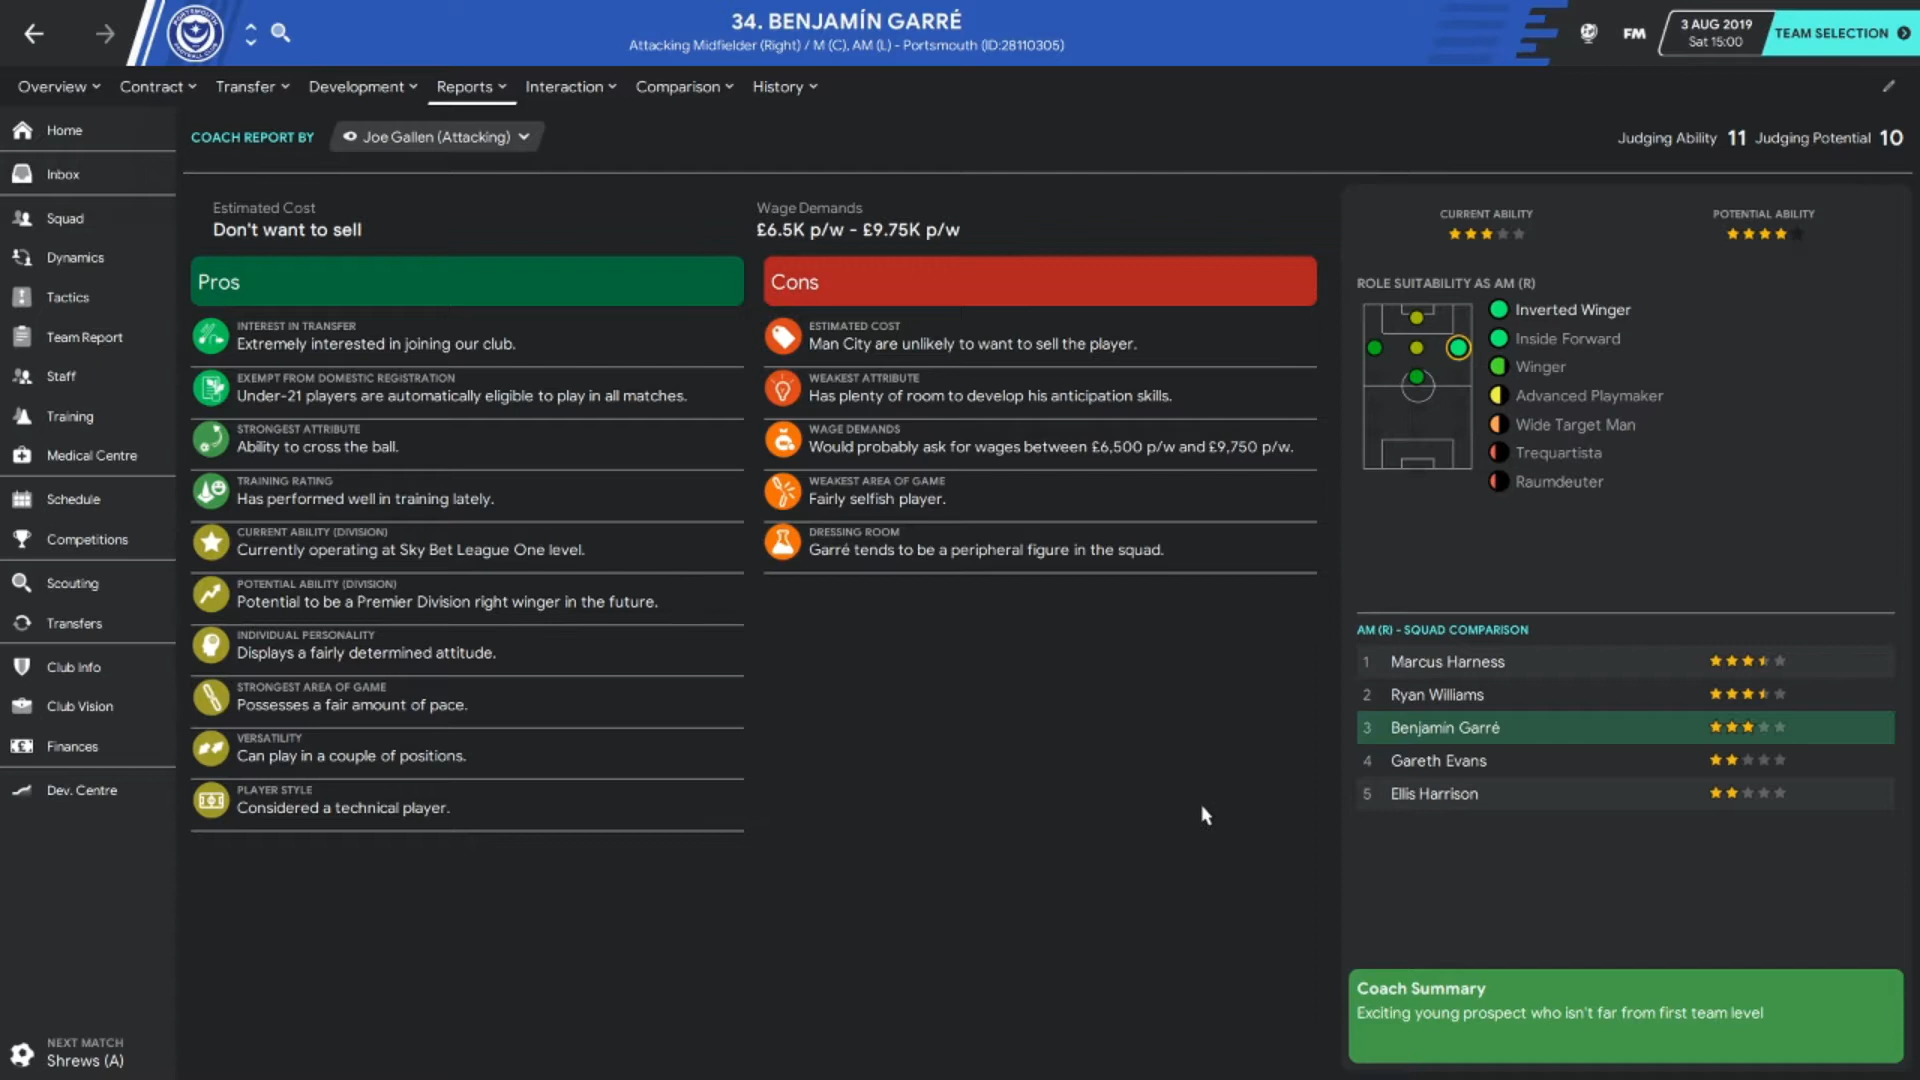 34. BENJAMÍN GARRÉ
Attacking Midfielder (Right) / M (C), AM (L) - Portsmouth (ID:28110305)
FM
3 AUG 2019
Sat 15:00
TEAM SELECTION
Overview
Contract
Transfer
Development
Reports
Interaction
Comparison
History
Home
Inbox
Squad
Dynamics
Tactics
Team Report
Staff
Training
Medical Centre
Schedule
Competitions
Scouting
Transfers
Club Info
Club Vision
Finances
Dev. Centre
NEXT MATCH
Shrews (A)
COACH REPORT BY
Joe Gallen (Attacking)
Judging Ability 11 Judging Potential 10
Estimated Cost
Don't want to sell
Wage Demands
£6.5K p/w - £9.75K p/w
Pros
INTEREST IN TRANSFER
Extremely interested in joining our club.
EXEMPT FROM DOMESTIC REGISTRATION
Under-21 players are automatically eligible to play in all matches.
STRONGEST ATTRIBUTE
Ability to cross the ball.
TRAINING RATING
Has performed well in training lately.
CURRENT ABILITY (DIVISION)
Currently operating at Sky Bet League One level.
POTENTIAL ABILITY (DIVISION)
Potential to be a Premier Division right winger in the future.
INDIVIDUAL PERSONALITY
Displays a fairly determined attitude.
STRONGEST AREA OF GAME
Possesses a fair amount of pace.
VERSATILITY
Can play in a couple of positions.
PLAYER STYLE
Considered a technical player.
Cons
ESTIMATED COST
Man City are unlikely to want to sell the player.
WEAKEST ATTRIBUTE
Has plenty of room to develop his anticipation skills.
WAGE DEMANDS
Would probably ask for wages between £6,500 p/w and £9,750 p/w.
WEAKEST AREA OF GAME
Fairly selfish player.
DRESSING ROOM
Garré tends to be a peripheral figure in the squad.
CURRENT ABILITY
POTENTIAL ABILITY
ROLE SUITABILITY AS AM (R)
Inverted Winger
Inside Forward
Winger
Advanced Playmaker
Wide Target Man
Trequartista
Raumdeuter
AM (R) - SQUAD COMPARISON
1 Marcus Harness
2 Ryan Williams
3 Benjamín Garré
4 Gareth Evans
5 Ellis Harrison
Coach Summary
Exciting young prospect who isn't far from first team level